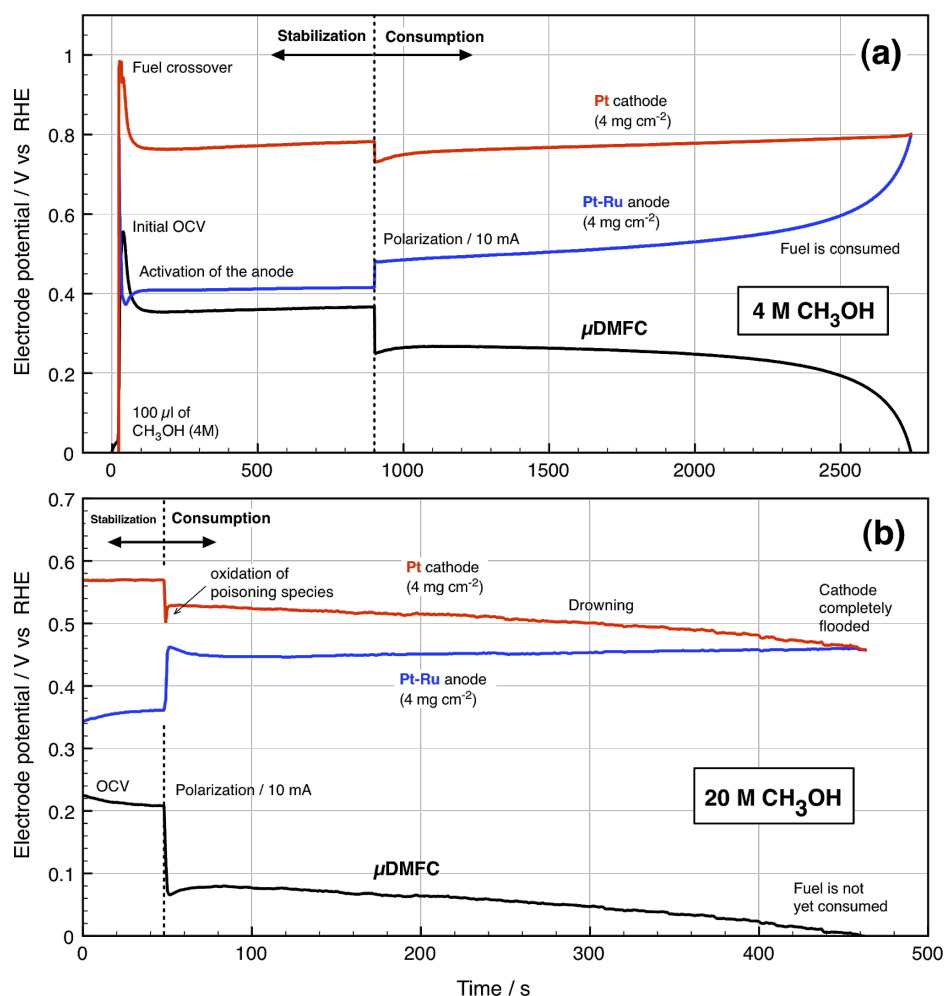 (a)
Stabilization Consumption
Fuel crossover
Pt cathode
(4 mg cm-2)
Pt-Ru anode
(4 mg cm-2)
Initial OCV
Polarization / 10 mA
Fuel is consumed
Activation of the anode
4 M CH3OH
µDMFC
100 µl of
CH3OH (4M)
Electrode potential / V vs RHE
1
0.8
0.6
0.4
0.2
0
0 500 1000 1500 2000 2500
(b)
Stabilization Consumption
oxidation of
poisoning species
Pt cathode
(4 mg cm-2)
Drowning
Cathode
completely
flooded
Pt-Ru anode
(4 mg cm-2)
OCV
Polarization / 10 mA
20 M CH3OH
µDMFC
Fuel is not
yet consumed
Electrode potential / V vs RHE
0.7
0.6
0.5
0.4
0.3
0.2
0.1
0
0 100 200 300 400 500
Time / s